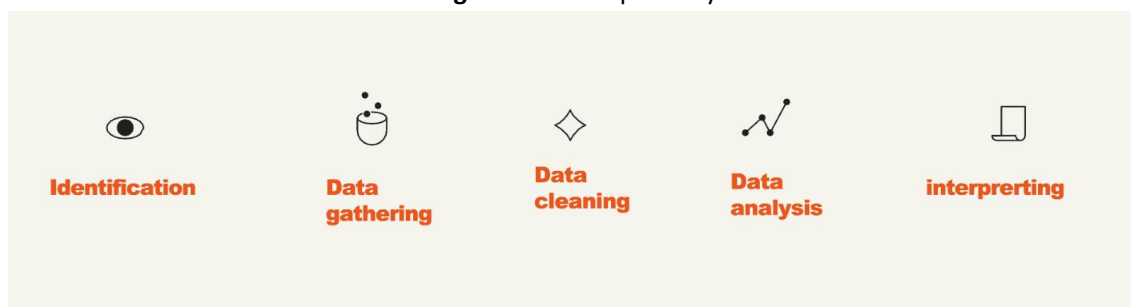 Identification
Data
gathering
Data
cleaning
Data
analysis
interprerting